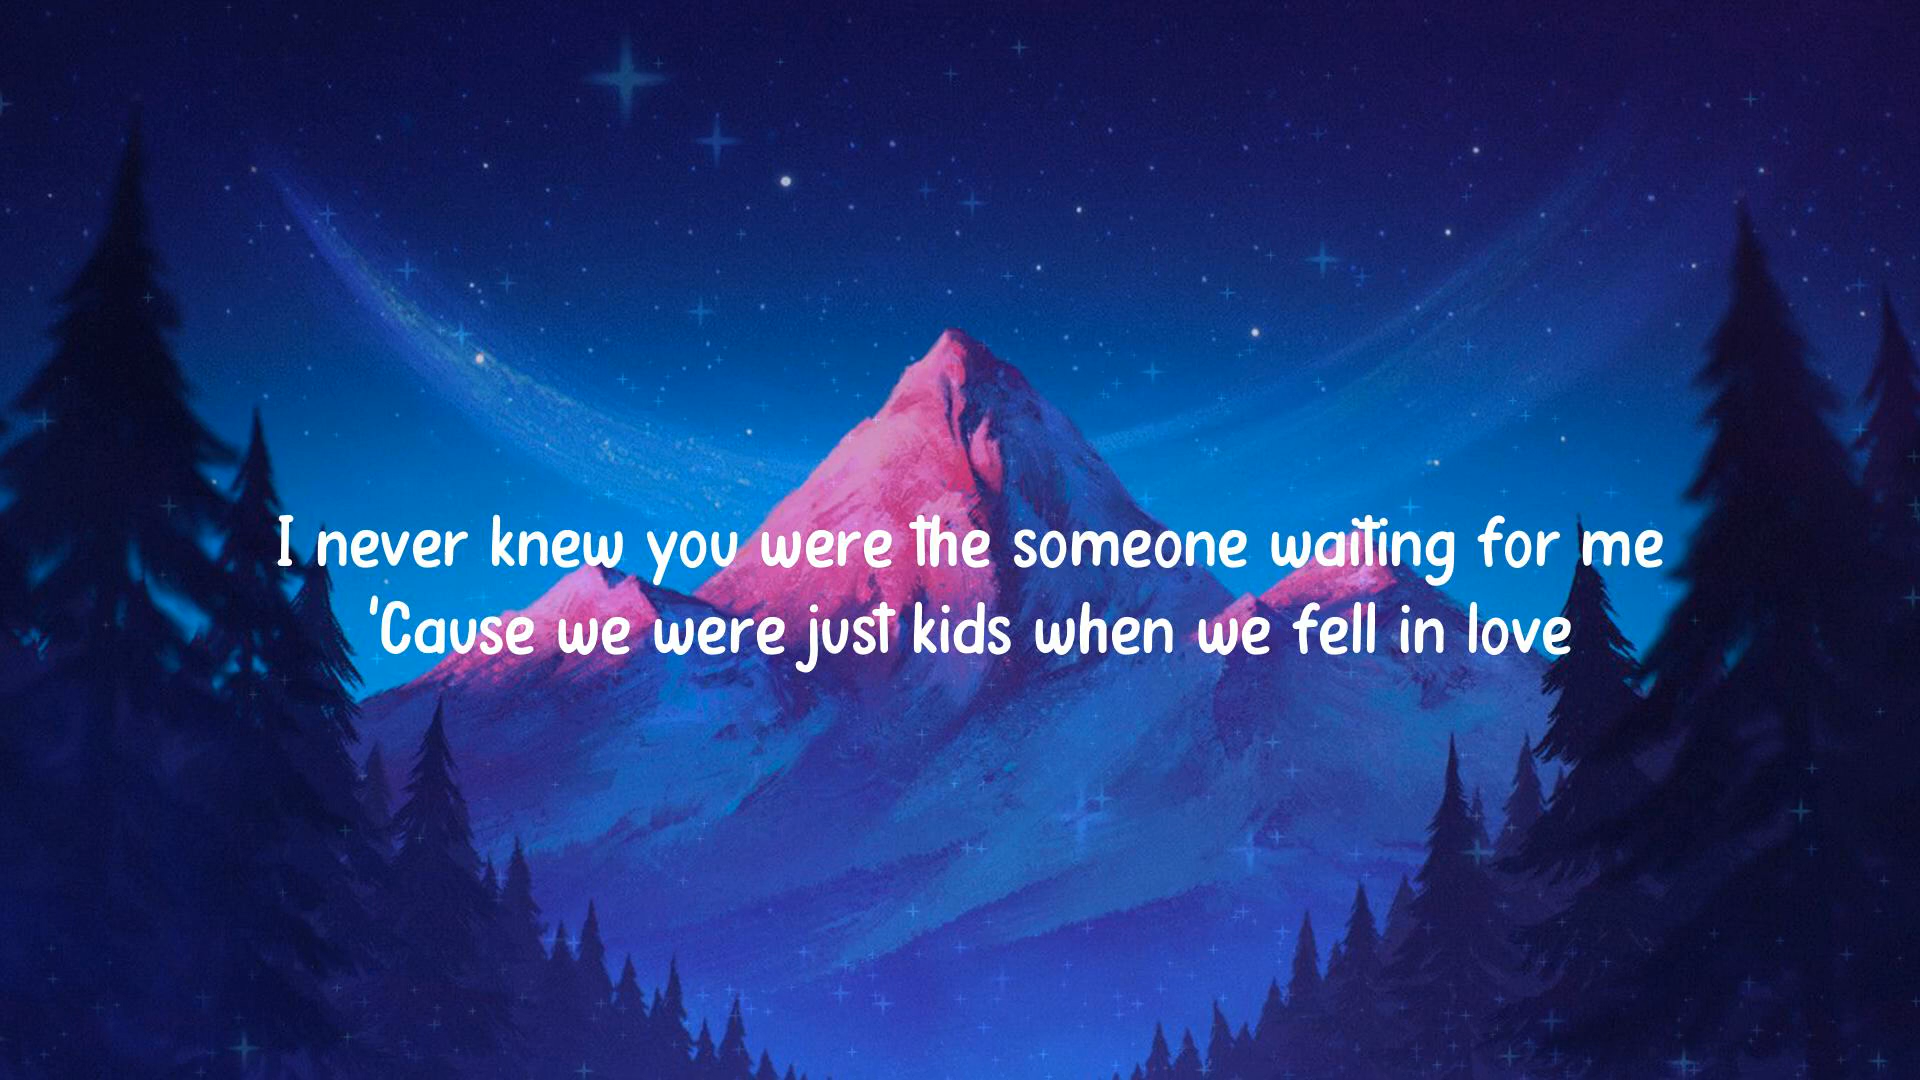 I never knew you were the someone waiting for me
'Cause we were just kids when we fell in love